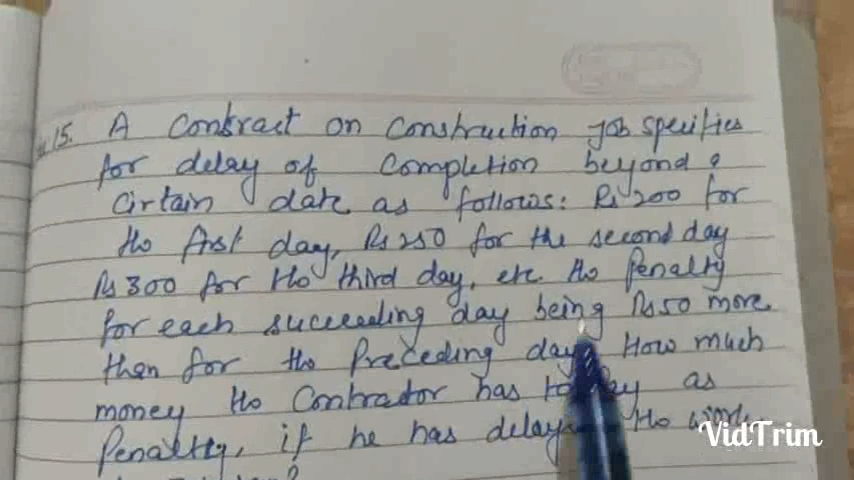 15. A Contract on Construction Job specifies
for delay of Completion beyond a
Cirtain date as follows: Rs 200 for
the first day, Rs 250 for the second day
Rs 300 for the third day, etc. the Penalty
for each succeeding day being Rs 50 more
than for the Preceding day. How much
money the Contractor has to Pay as
Penalty, if he has delay the work
VidTrim